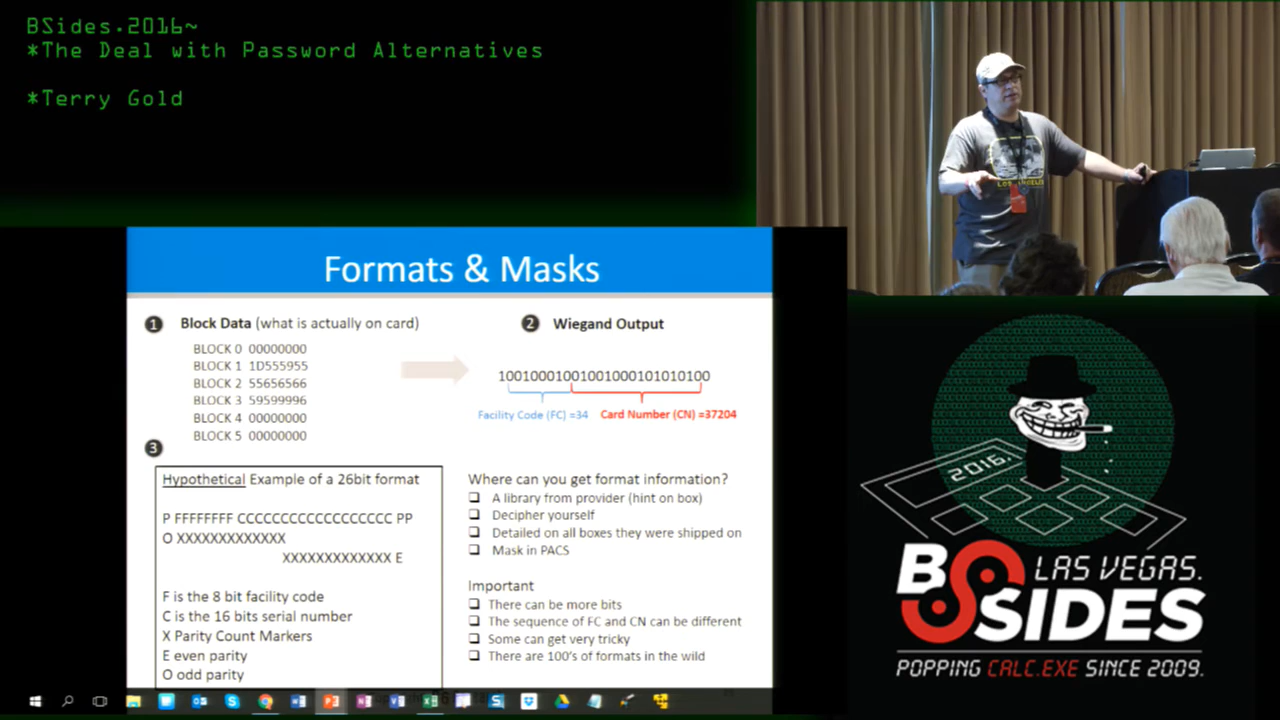 BSides.2016~
*The Deal with Password Alternatives
*Terry Gold
Formats & Masks
1 Block Data (what is actually on card)
BLOCK 0 00000000
BLOCK 1 1D555955
BLOCK 2 55656566
BLOCK 3 59599996
BLOCK 4 00000000
BLOCK 5 00000000
2 Wiegand Output
10010001001001000101010100
Facility Code (FC) =34 Card Number (CN) =37204
3
Hypothetical Example of a 26bit format
P FFFFFFFF CCCCCCCCCCCCCCCCCC PP
O XXXXXXXXXXXXX
XXXXXXXXXXXXX E
F is the 8 bit facility code
C is the 16 bits serial number
X Parity Count Markers
E even parity
O odd parity
Where can you get format information?
A library from provider (hint on box)
Decipher yourself
Detailed on all boxes they were shipped on
Mask in PACS
Important
There can be more bits
The sequence of FC and CN can be different
Some can get very tricky
There are 100's of formats in the wild
2016.
BSIDES
LAS VEGAS.
POPPING CALC.EXE SINCE 2009.